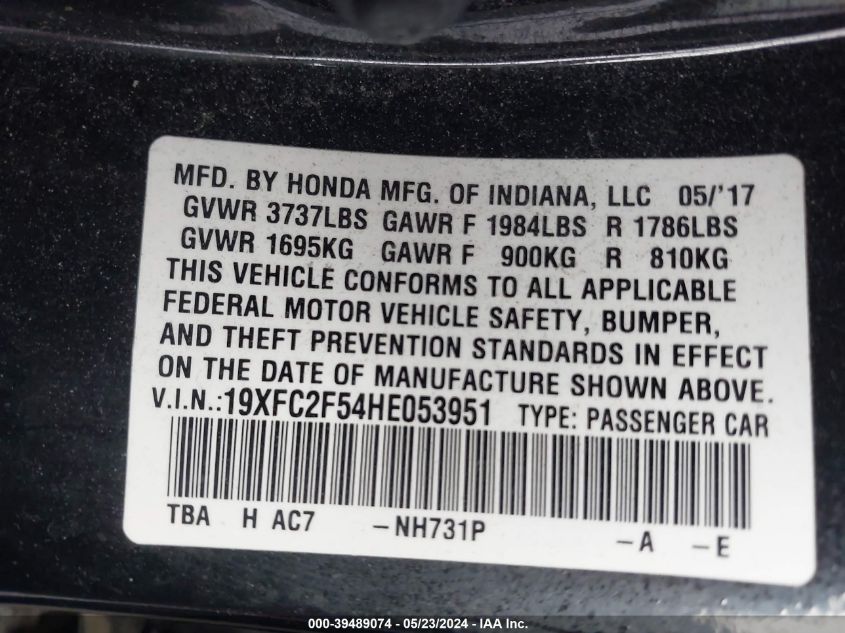 MFD. BY HONDA MFG. OF INDIANA, LLC 05/'17
GVWR 3737LBS GAWR F 1984LBS R 1786LBS
GVWR 1695KG GAWR F 900KG R 810KG
THIS VEHICLE CONFORMS TO ALL APPLICABLE
FEDERAL MOTOR VEHICLE SAFETY, BUMPER,
AND THEFT PREVENTION STANDARDS IN EFFECT
ON THE DATE OF MANUFACTURE SHOWN ABOVE.
V.I.N.:19XFC2F54HE053951 TYPE: PASSENGER CAR
TBA H AC7 -NH731P -A -E
000-39489074 - 05/23/2024 - IAA Inc.